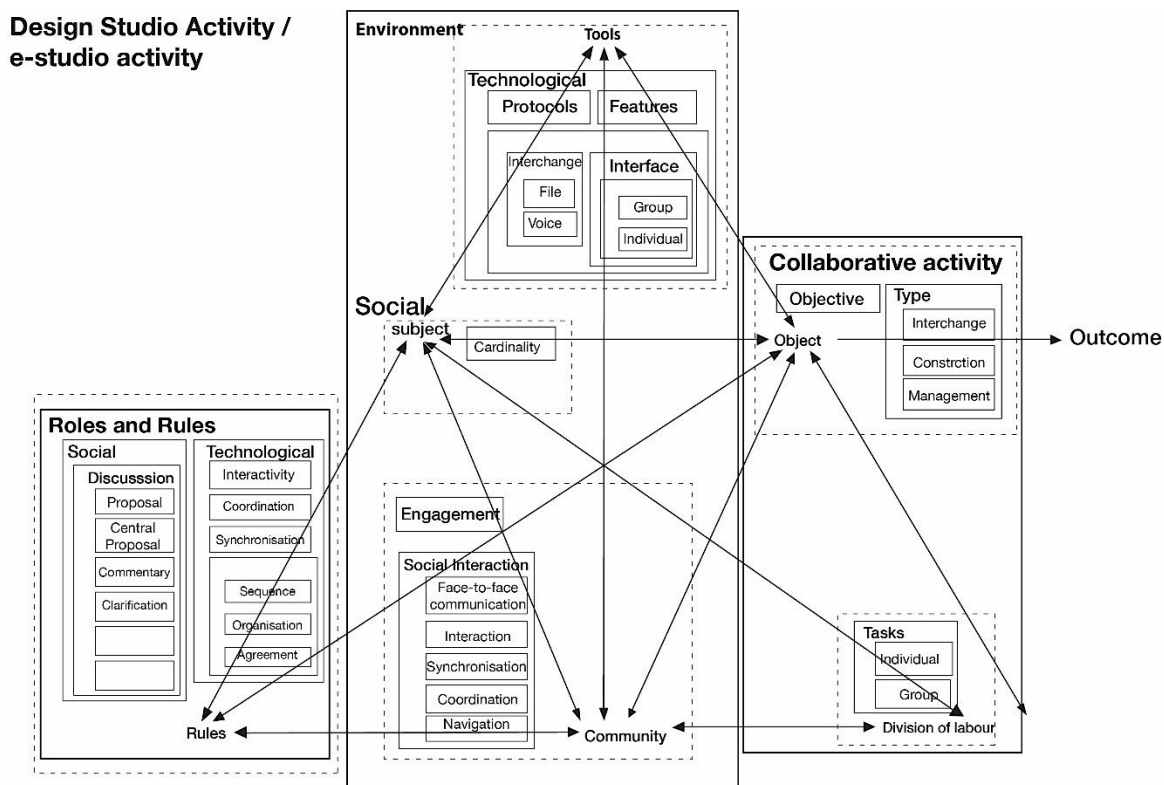 Design Studio Activity /
e-studio activity
Environment
Tools
Technological
Protocols
Features
Interchange
File
Voice
Interface
Group
Individual
Social
subject
Cardinality
Collaborative activity
Objective
Type
Interchange
Constrction
Management
Object
Outcome
Roles and Rules
Social
Discusssion
Proposal
Central
Proposal
Commentary
Clarification
Technological
Interactivity
Coordination
Synchronisation
Sequence
Organisation
Agreement
Rules
Engagement
Social Interaction
Face-to-face
communication
Interaction
Synchronisation
Coordination
Navigation
Community
Tasks
Individual
Group
Division of labour